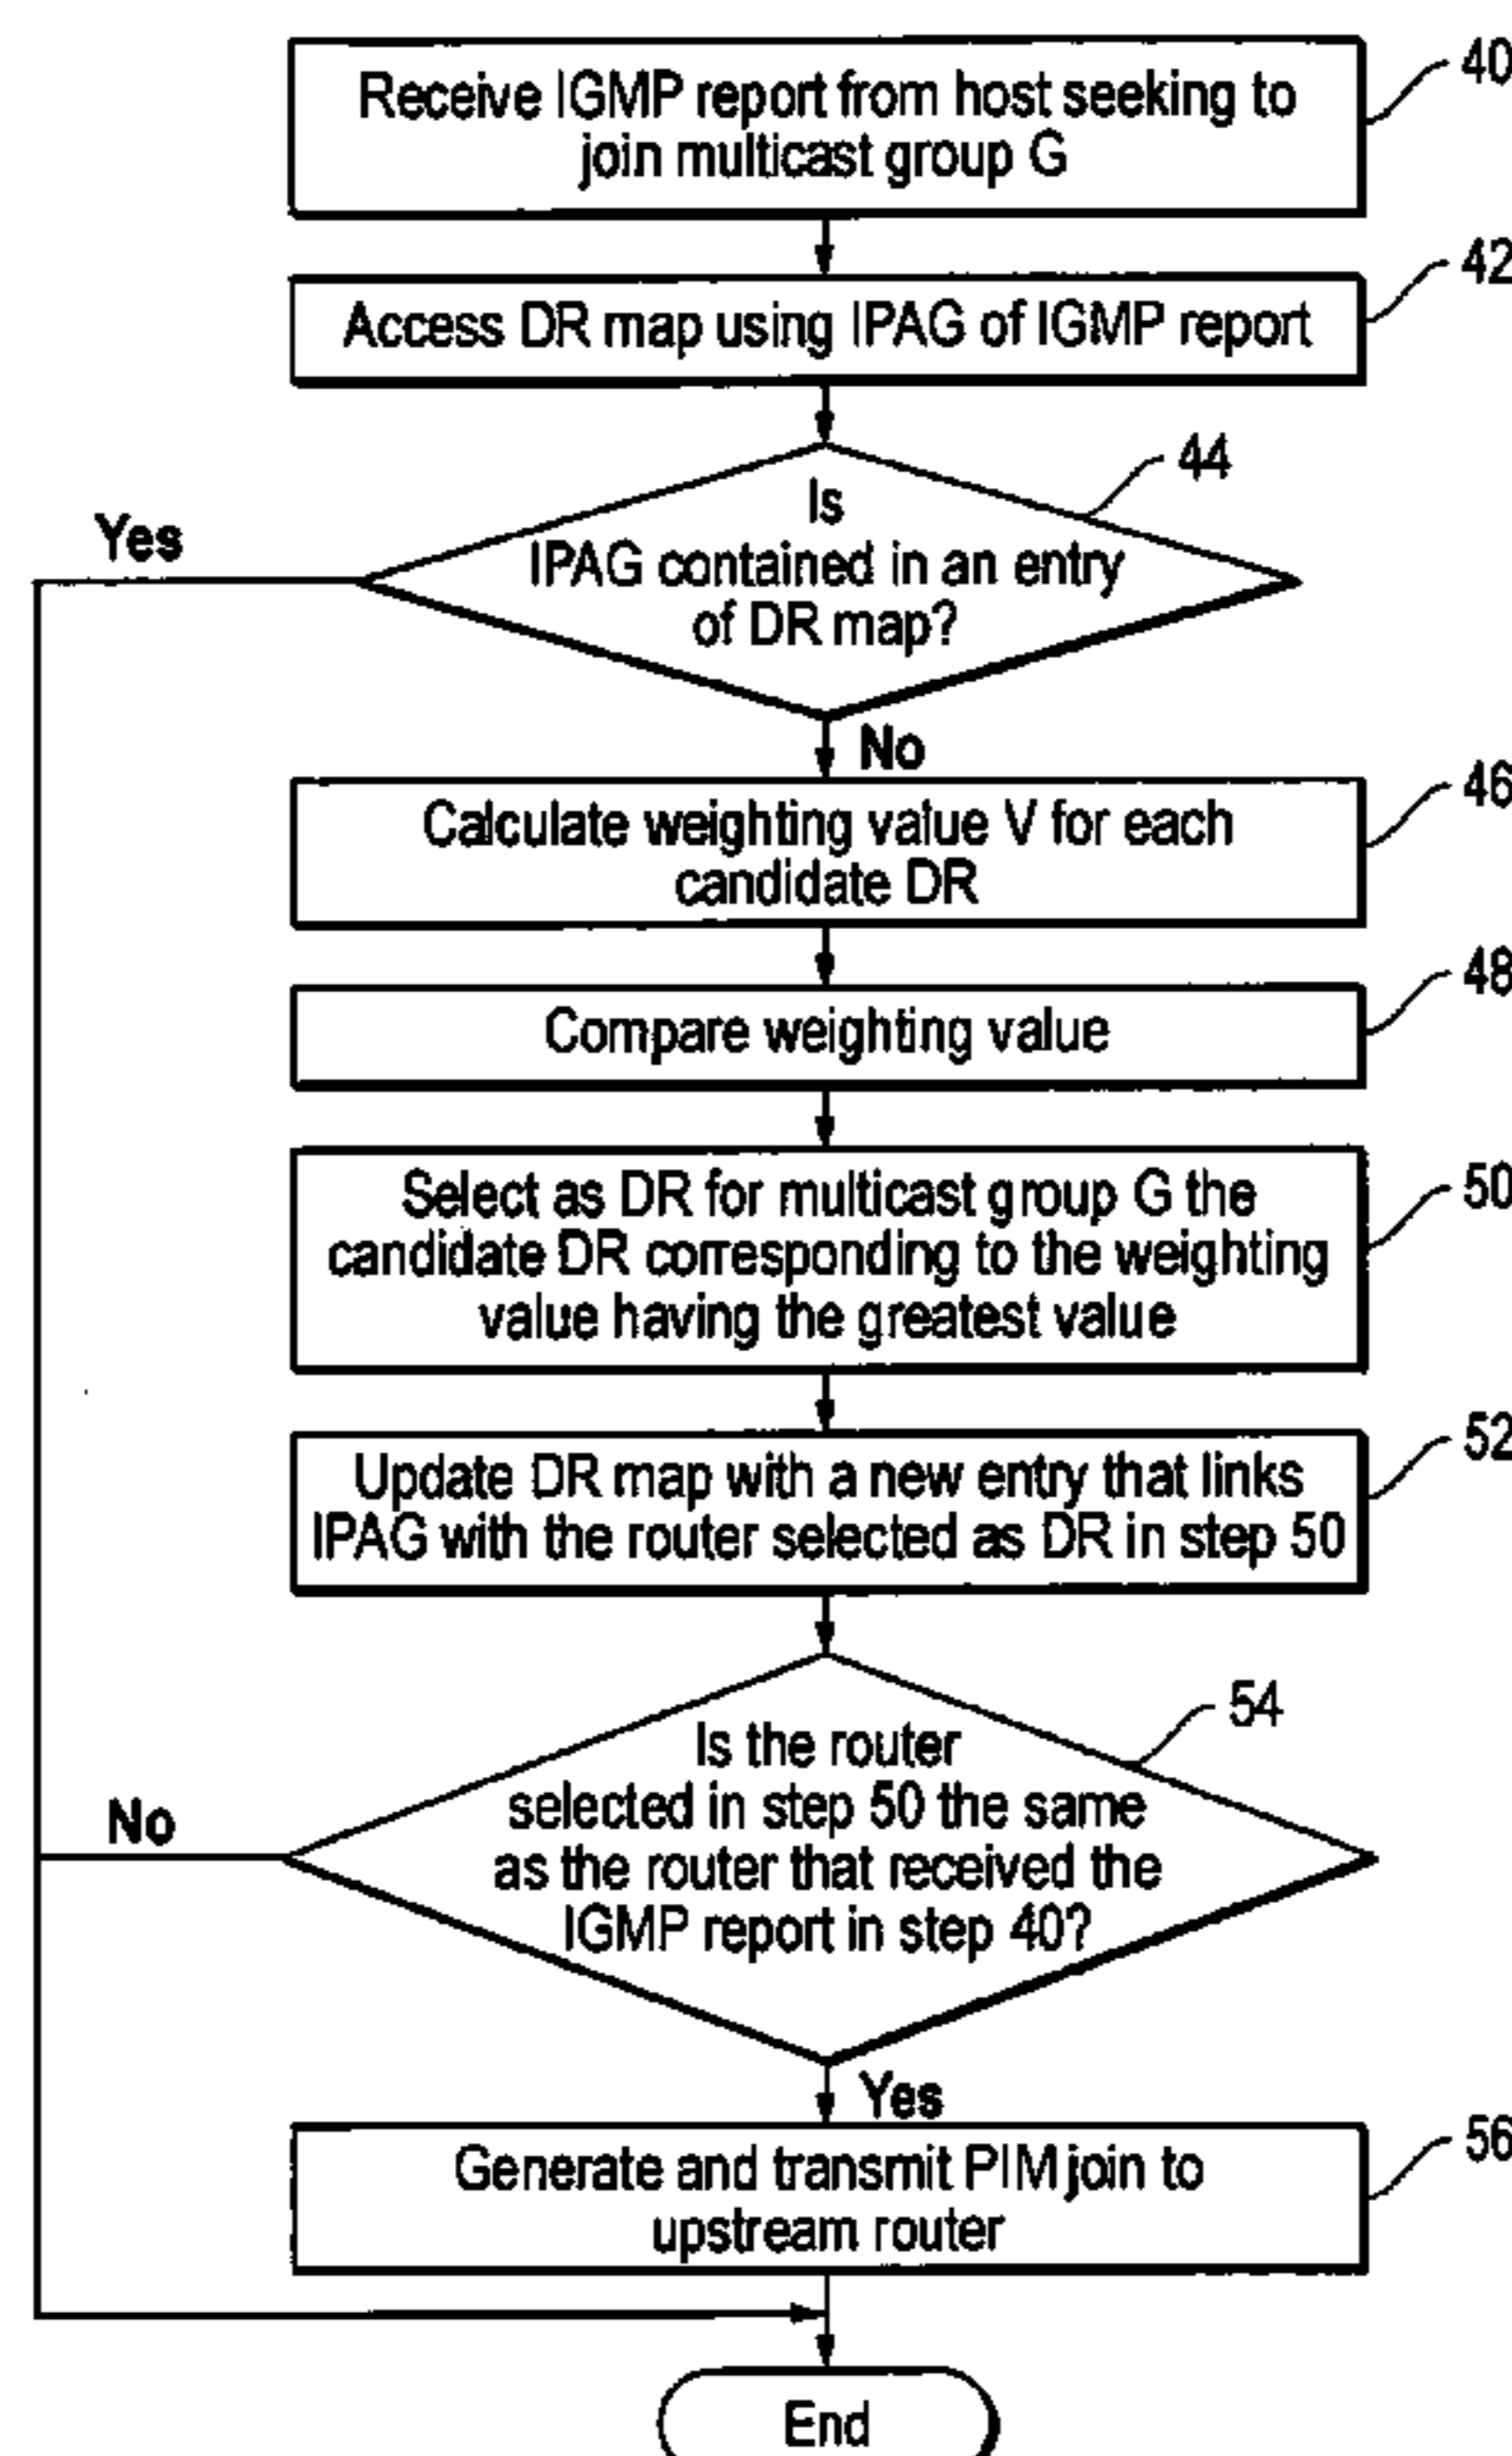 Receive IGMP report from host seeking to
join multicast group G
40
Access DR map using IPAG of IGMP report
42
44
Is
IPAG contained in an entry
of DR map?
Yes
No
Calculate weighting value V for each
candidate DR
46
Compare weighting value
48
Select as DR for multicast group G the
candidate DR corresponding to the weighting
value having the greatest value
50
Update DR map with a new entry that links
IPAG with the router selected as DR in step 50
52
54
Is the router
selected in step 50 the same
as the router that received the
IGMP report in step 40?
No
Yes
Generate and transmit PIM join to
upstream router
56
End